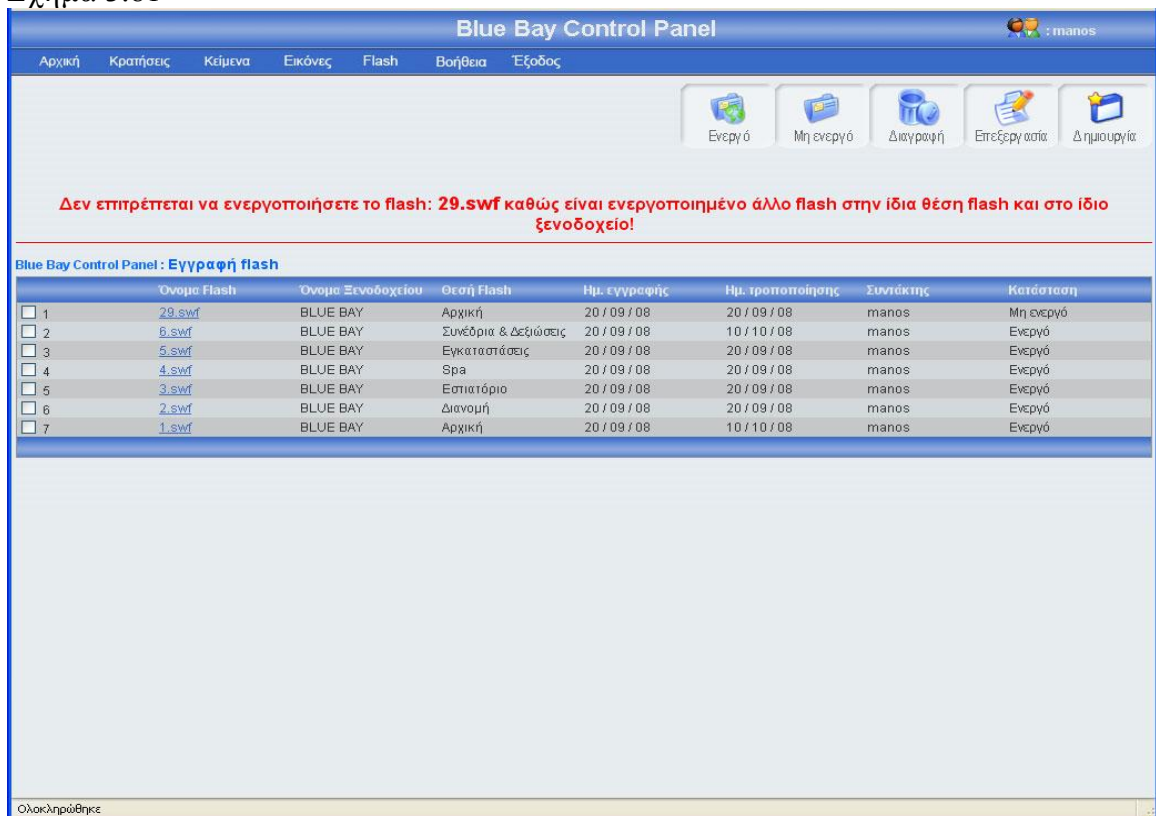 Blue Bay Control Panel
: manos
Αρχική Κρατήσεις Κείμενα Εικόνες Flash Βοήθεια Έξοδος
Ενεργό Μη ενεργό Διαγραφή Επεξεργασία Δημιουργία
Δεν επιτρέπεται να ενεργοποιήσετε το flash: 29.swf καθώς είναι ενεργοποιημένο άλλο flash στην ίδια θέση flash και στο ίδιο
ξενοδοχείο!
Blue Bay Control Panel : Εγγραφή flash
Όνομα Flash Όνομα Ξενοδοχείου Θεσή Flash Ημ. εγγραφής Ημ. τροποποίησης Συντάκτης Κατάσταση
1 29.swf BLUE BAY Αρχική 20 / 09 / 08 20 / 09 / 08 manos Μη ενεργό
2 6.swf BLUE BAY Συνέδρια & Δεξιώσεις 20 / 09 / 08 10 / 10 / 08 manos Ενεργό
3 5.swf BLUE BAY Εγκαταστάσεις 20 / 09 / 08 20 / 09 / 08 manos Ενεργό
4 4.swf BLUE BAY Spa 20 / 09 / 08 20 / 09 / 08 manos Ενεργό
5 3.swf BLUE BAY Εστιατόριο 20 / 09 / 08 20 / 09 / 08 manos Ενεργό
6 2.swf BLUE BAY Διανομή 20 / 09 / 08 20 / 09 / 08 manos Ενεργό
7 1.swf BLUE BAY Αρχική 20 / 09 / 08 10 / 10 / 08 manos Ενεργό
Ολοκληρώθηκε